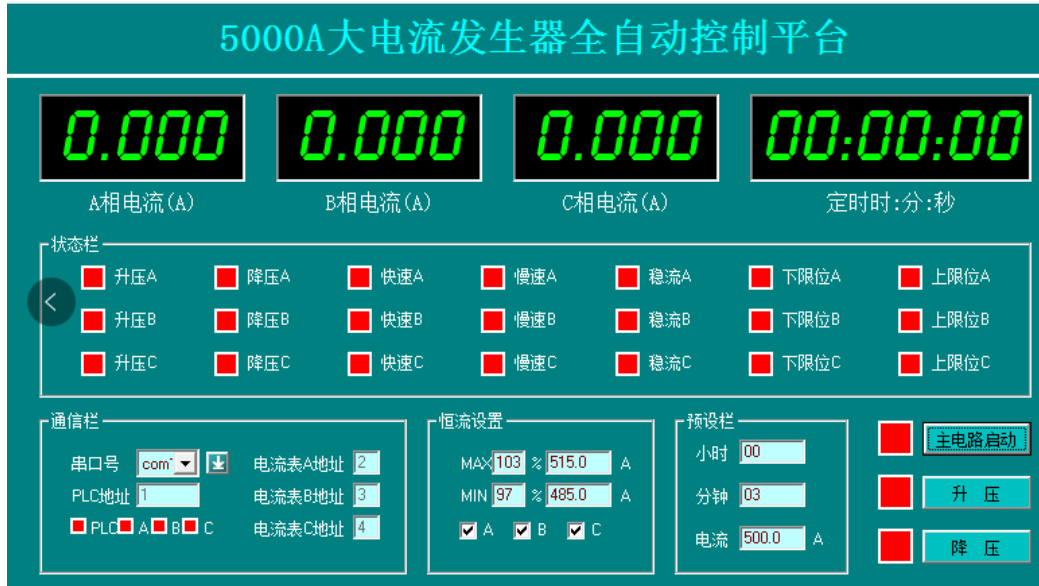 5000A大电流发生器全自动控制平台
0.000 0.000 0.000 00:00:00
A相电流(A) B相电流(A) C相电流(A) 定时时:分:秒
状态栏
升压A 降压A 快速A 慢速A 稳流A 下限位A 上限位A
升压B 降压B 快速B 慢速B 稳流B 下限位B 上限位B
升压C 降压C 快速C 慢速C 稳流C 下限位C 上限位C
通信栏
串口号 com
电流表A地址 2
PLC地址 1
电流表B地址 3
PLC A B C
电流表C地址 4
恒流设置
MAX 103 % 515.0 A
MIN 97 % 485.0 A
A B C
预设栏
小时 00
分钟 03
电流 500.0 A
主电路启动
升 压
降 压